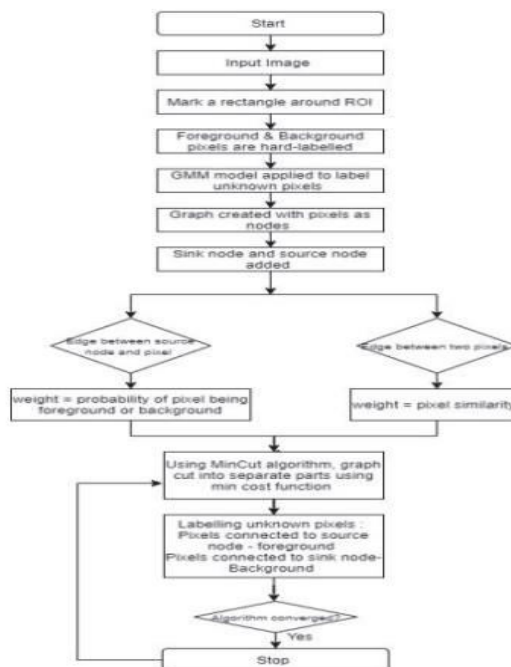 Start
Input Image
Mark a rectangle around ROI
Foreground & Background
pixels are hard-labelled
GMM model applied to label
unknown pixels
Graph created with pixels as
nodes
Sink node and source node
added
Edge between source
node and pixel
Edge between two pixels
weight = probability of pixel being
foreground or background
weight = pixel similarity
Using MinCut algorithm, graph
cut into separate parts using
min cost function
Labelling unknown pixels :
Pixels connected to source
node - foreground
Pixels connected to sink node-
Background
Algorithm converged?
Yes
Stop